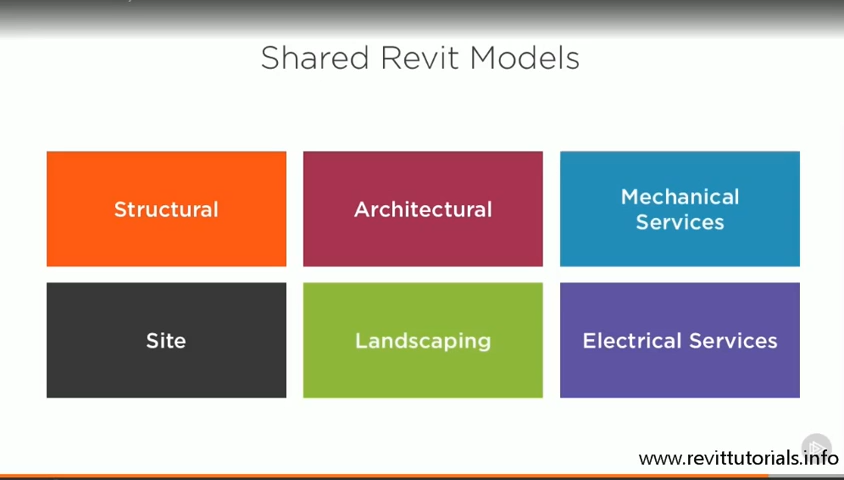 Shared Revit Models
Structural
Architectural
Mechanical
Services
Site
Landscaping
Electrical Services
www.revittutorials.info